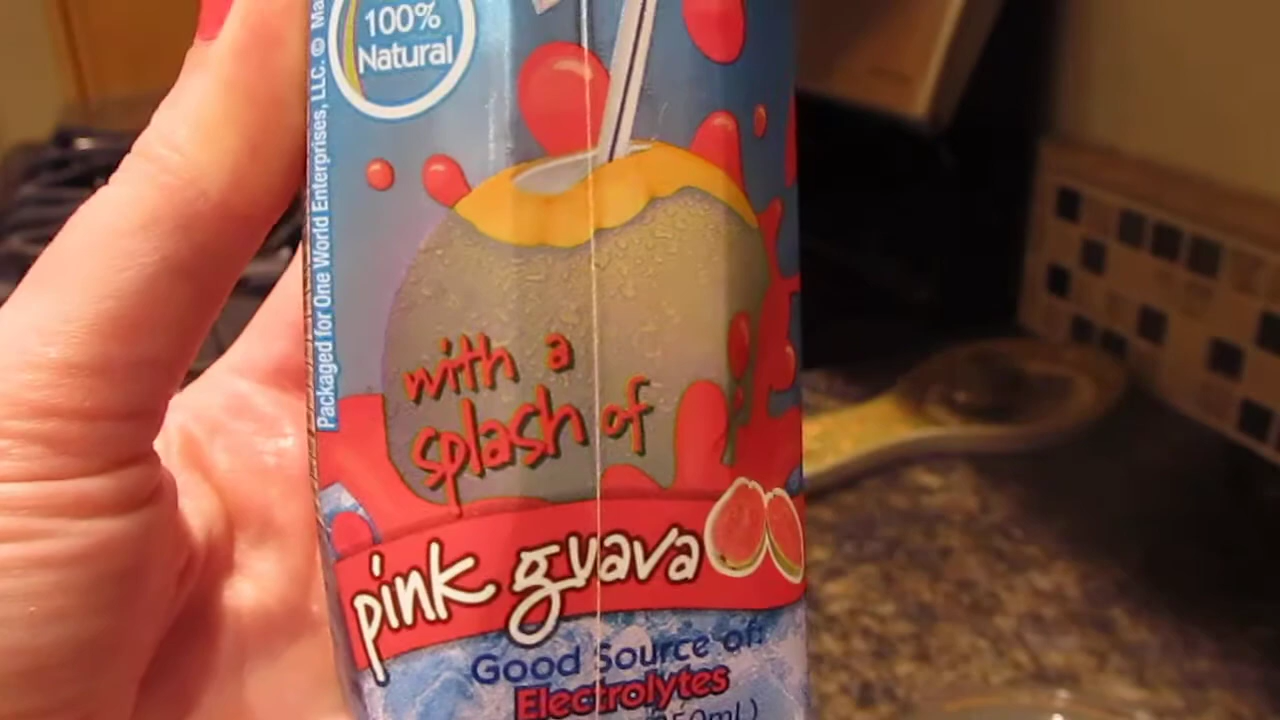 100%
Natural
Packaged for One World Enterprises, LLC. ©
with a
splash of
pink guava
Good Source of:
Electrolytes